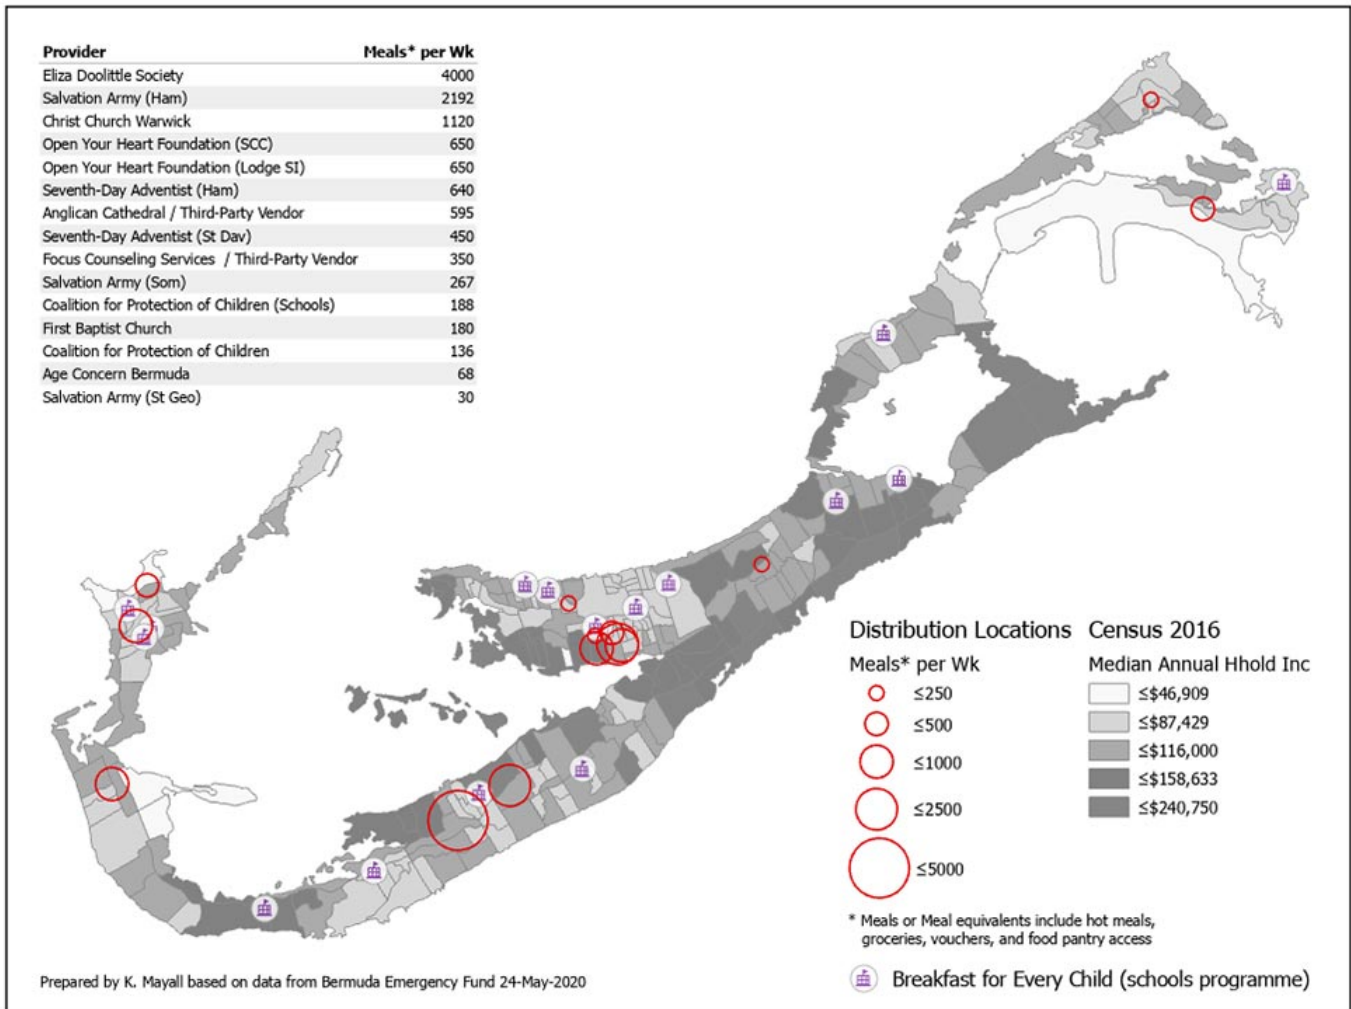 Provider Meals* per Wk
Eliza Doolittle Society 4000
Salvation Army (Ham) 2192
Christ Church Warwick 1120
Open Your Heart Foundation (SCC) 650
Open Your Heart Foundation (Lodge SI) 650
Seventh-Day Adventist (Ham) 640
Anglican Cathedral / Third-Party Vendor 595
Seventh-Day Adventist (St Dav) 450
Focus Counseling Services / Third-Party Vendor 350
Salvation Army (Som) 267
Coalition for Protection of Children (Schools) 188
First Baptist Church 180
Coalition for Protection of Children 136
Age Concern Bermuda 68
Salvation Army (St Geo) 30
Distribution Locations
Meals* per Wk
≤250
≤500
≤1000
≤2500
≤5000
Census 2016
Median Annual Hhold Inc
≤$46,909
≤$87,429
≤$116,000
≤$158,633
≤$240,750
* Meals or Meal equivalents include hot meals,
groceries, vouchers, and food pantry access
Breakfast for Every Child (schools programme)
Prepared by K. Mayall based on data from Bermuda Emergency Fund 24-May-2020